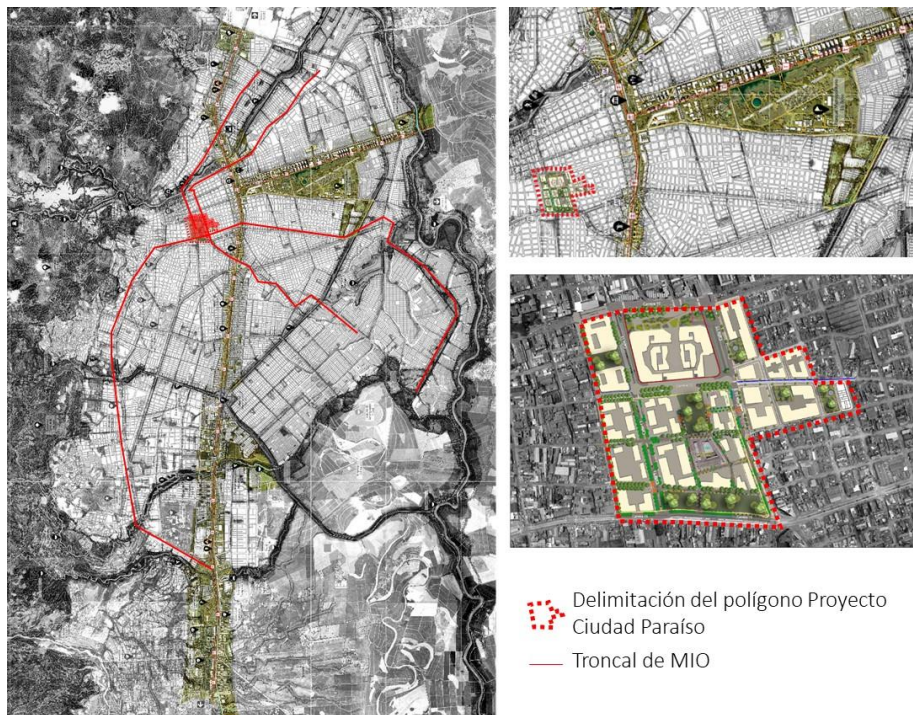 Delimitación del polígono Proyecto
Ciudad Paraíso
Troncal de MIO